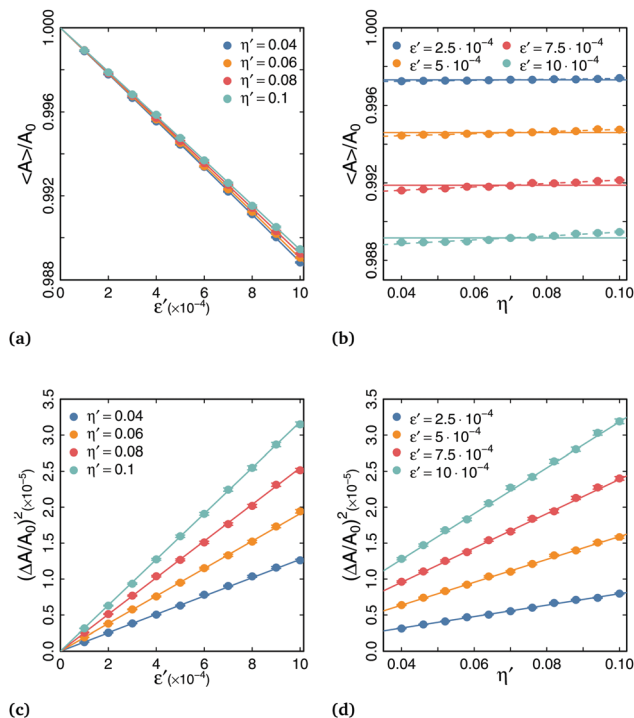 1.000
0.996
0.992
0.988
<A>/A₀
η′ = 0.04
η′ = 0.06
η′ = 0.08
η′ = 0.1
0 2 4 6 8 10
ε′ (×10⁻⁴)
(a)
1.000
0.996
0.992
0.988
<A>/A₀
ε′ = 2.5 · 10⁻⁴ ε′ = 7.5 · 10⁻⁴
ε′ = 5 · 10⁻⁴ ε′ = 10 · 10⁻⁴
0.04 0.06 0.08 0.10
η′
(b)
3.5
3.0
2.5
2.0
1.5
1.0
0.5
0.0
(ΔA/A₀)² (×10⁻⁵)
η′ = 0.04
η′ = 0.06
η′ = 0.08
η′ = 0.1
0 2 4 6 8 10
ε′ (×10⁻⁴)
(c)
3.5
3.0
2.5
2.0
1.5
1.0
0.5
0.0
(ΔA/A₀)² (×10⁻⁵)
ε′ = 2.5 · 10⁻⁴
ε′ = 5 · 10⁻⁴
ε′ = 7.5 · 10⁻⁴
ε′ = 10 · 10⁻⁴
0.04 0.06 0.08 0.10
η′
(d)